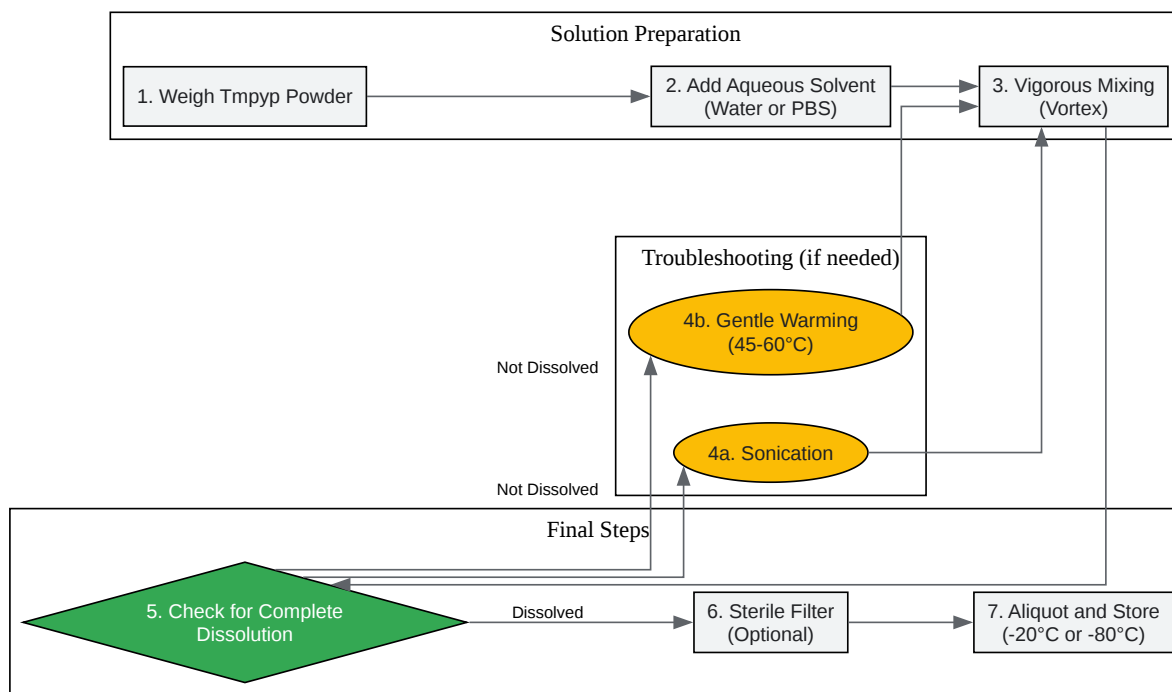 Solution Preparation
1. Weigh Tmpyp Powder
2. Add Aqueous Solvent
(Water or PBS)
3. Vigorous Mixing
(Vortex)
Troubleshooting (if needed)
4b. Gentle Warming
(45-60°C)
Not Dissolved
4a. Sonication
Not Dissolved
Final Steps
5. Check for Complete
Dissolution
Dissolved
6. Sterile Filter
(Optional)
7. Aliquot and Store
(-20°C or -80°C)